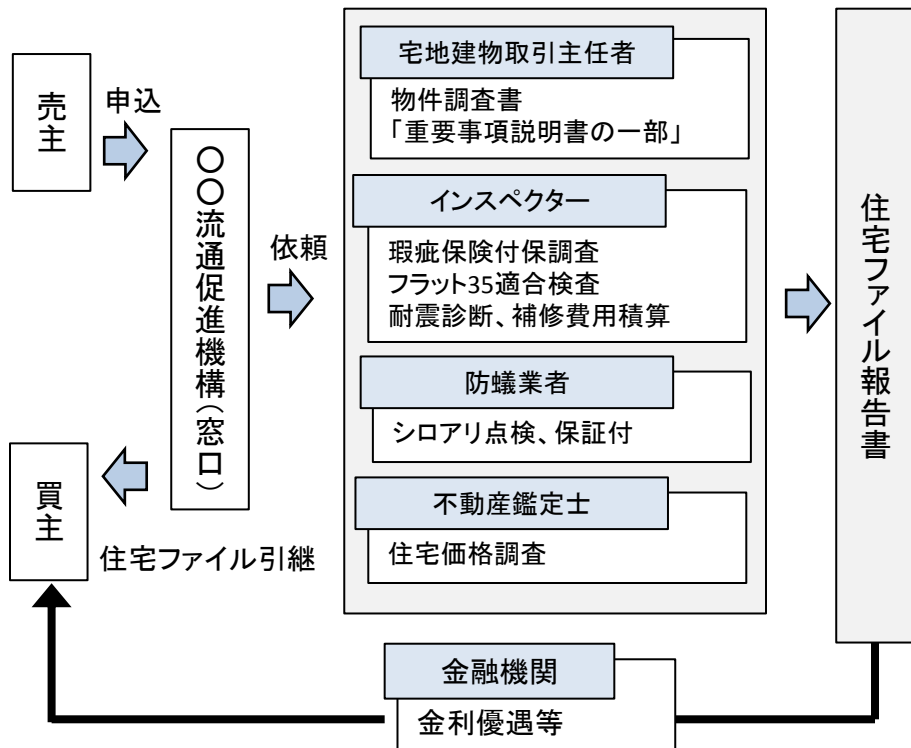 売主
申込
〇〇流通促進機構（窓口）
依頼
宅地建物取引主任者
物件調査書
「重要事項説明書の一部」
インスペクター
瑕疵保険付保調査
フラット35適合検査
耐震診断、補修費用積算
防蟻業者
シロアリ点検、保証付
不動産鑑定士
住宅価格調査
住宅ファイル報告書
買主
住宅ファイル引継
金融機関
金利優遇等